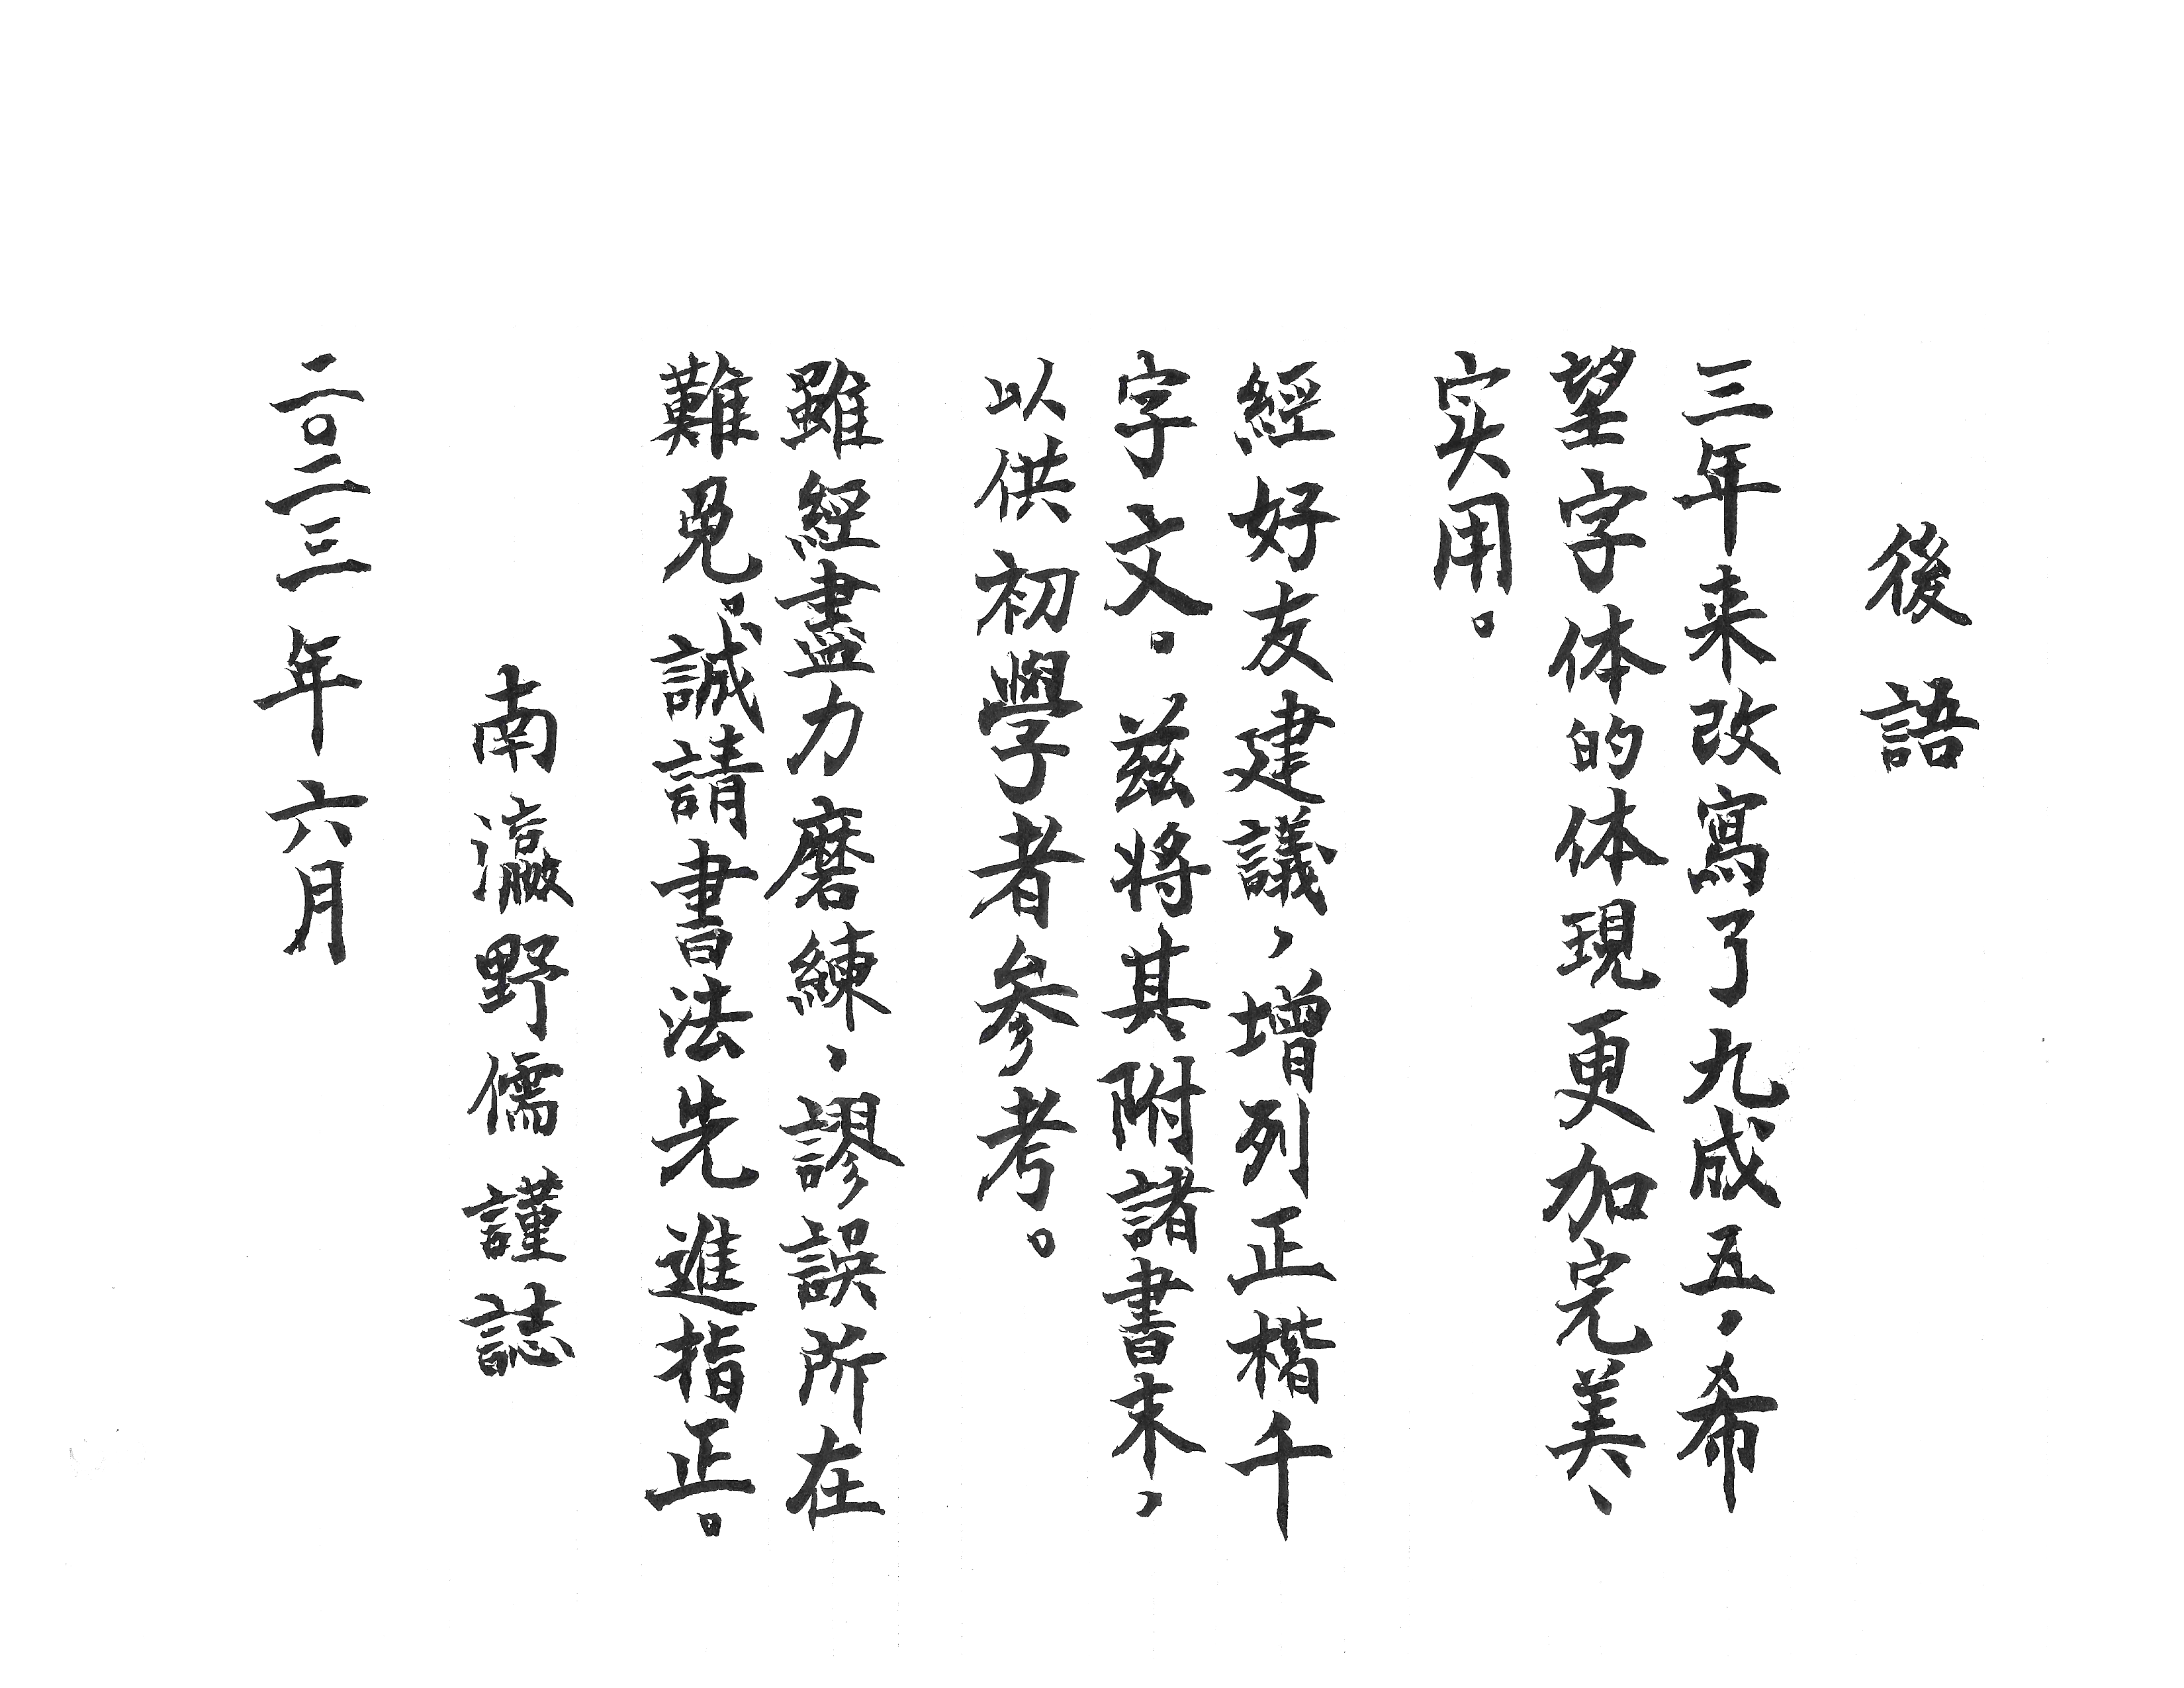 後語
三年来改寫了九成五，希
望字体的体現更加完美、
实用。
經好友建議，增列正楷千
字文。茲將其附諸書末，
以供初學者参考。
雖經盡力磨練，謬誤所在
難免。誠請書法先進指正。
南瀛野儒謹誌
二〇二三年六月